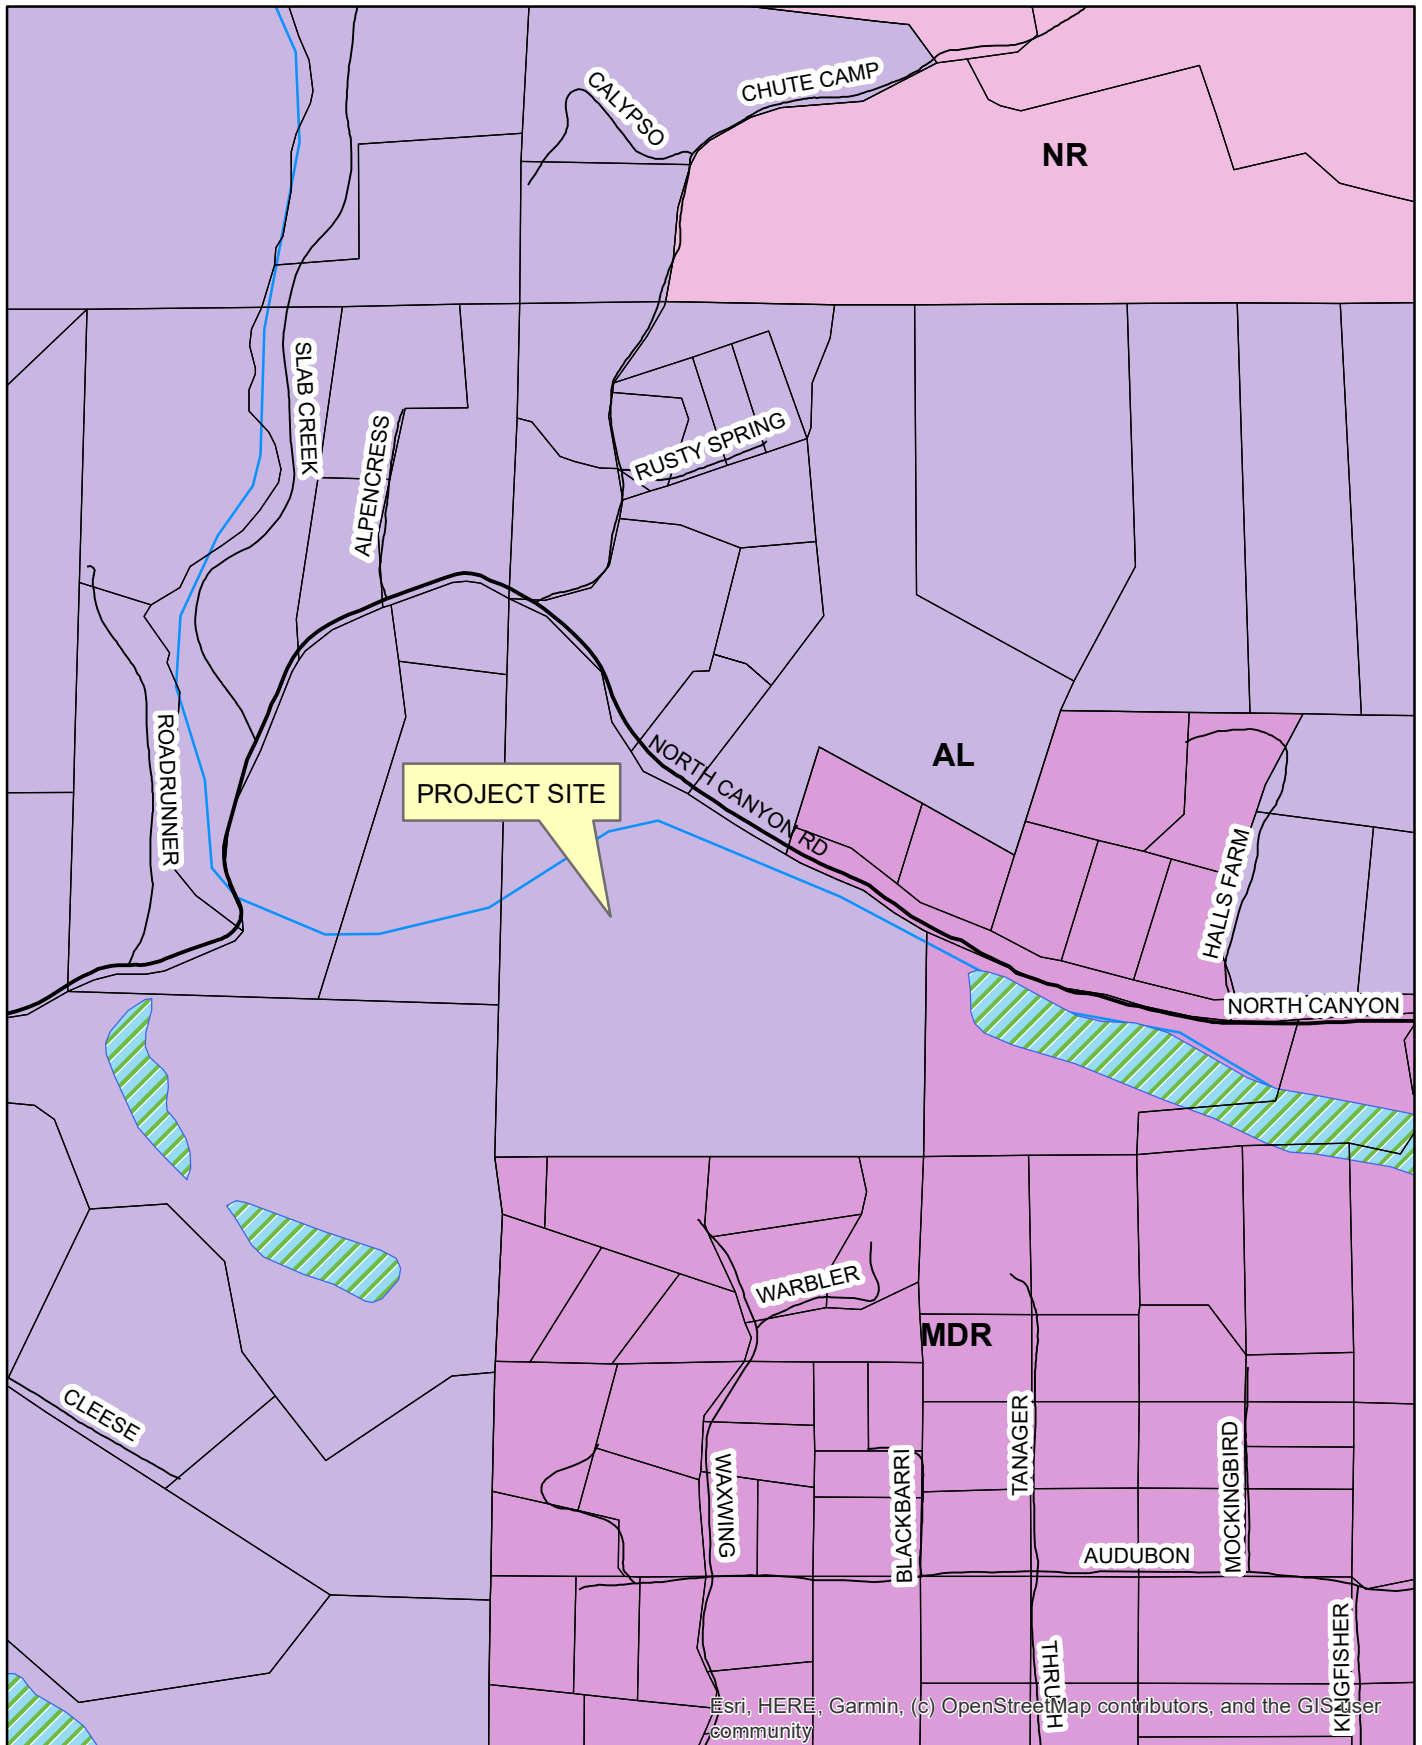 CHUTE CAMP
CALYPSO
NR
SLAB CREEK
ALPENCRESS
RUSTY SPRING
ROADRUNNER
NORTH CANYON RD
AL
PROJECT SITE
HALLS FARM
NORTH CANYON
WARBLER
MDR
CLEESE
WAXWING
BLACKBARRI
TANAGER
MOCKINGBIRD
AUDUBON
THRUSH
KINGFISHER
Esri, HERE, Garmin, (c) OpenStreetMap contributors, and the GIS user
community